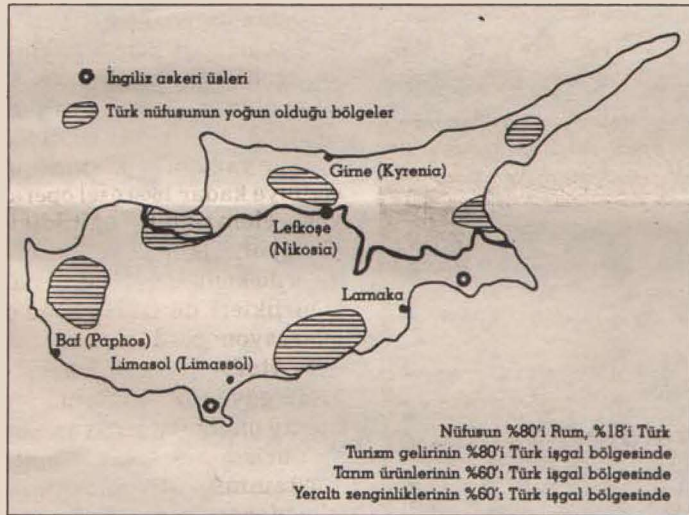 İngiliz askeri üsleri
Türk nüfusunun yoğun olduğu bölgeler
Girne (Kyrenia)
Lefkoşe
(Nikosia)
Larnaka
Baf (Paphos)
Limasol (Limassol)
Nüfusun %80'i Rum, %18'i Türk
Turizm gelirinin %80'i Türk işgal bölgesinde
Tarım ürünlerinin %60'ı Türk işgal bölgesinde
Yeraltı zenginliklerinin %60'ı Türk işgal bölgesinde